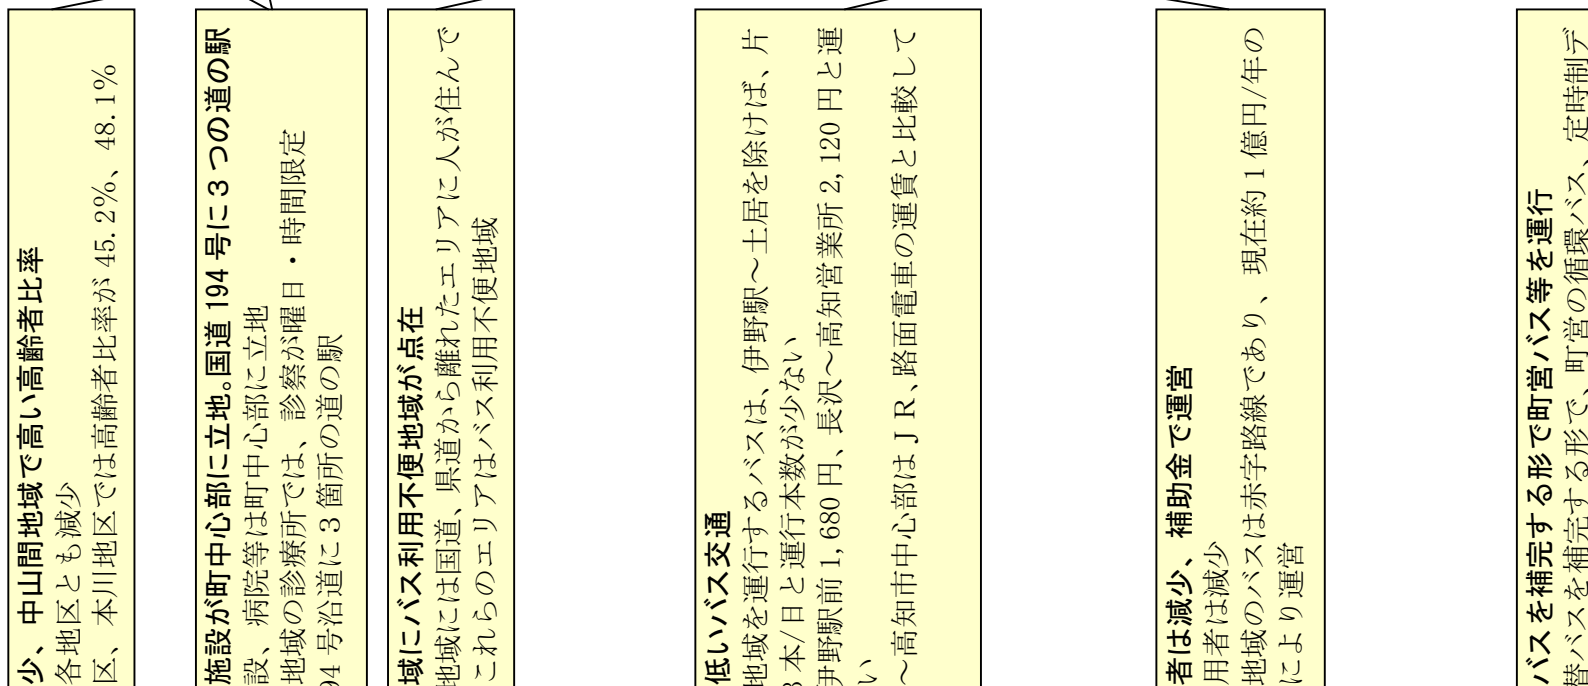 少、 中山間地域で高い高齢者比率
各地区とも減少
区、 本川地区では高齢者比率が 45.2%、 48.1%
施設が町中心部に立地。国道 194 号に３つの道の駅
設、 病院等は町中心部に立地
地域の診療所では、 診察が曜日・時間限定
94 号沿道に 3 箇所の道の駅
域にバス利用不便地域が点在
地域には国道、県道から離れたエリアに人が住んで
これらのエリアはバス利用不便地域
低いバス交通
地域を運行するバスは、伊野駅～土居を除けば、片
3 本/日と運行本数が少ない
伊野駅前 1,680 円、長沢～高知営業所 2,120 円と運
い
～高知市中心部はＪＲ、路面電車の運賃と比較して
者は減少、 補助金で運営
用者は減少
地域のバスは赤字路線であり、 現在約 1 億円/年の
により運営
バスを補完する形で町営バス等を運行
替バスを補完する形で、 町営の循環バス、 定時制デ